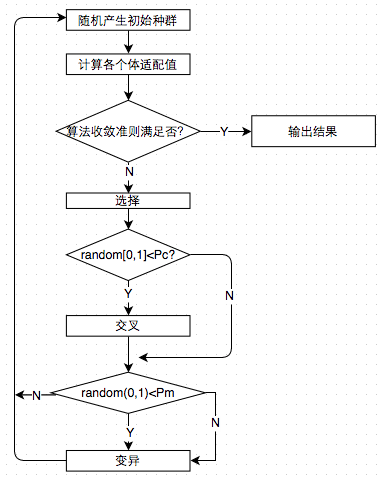 随机产生初始种群
计算各个体适配值
算法收敛准则满足否?
Y
输出结果
N
选择
random[0,1]<Pc?
Y
N
交叉
random(0,1)<Pm
N
Y
N
变异